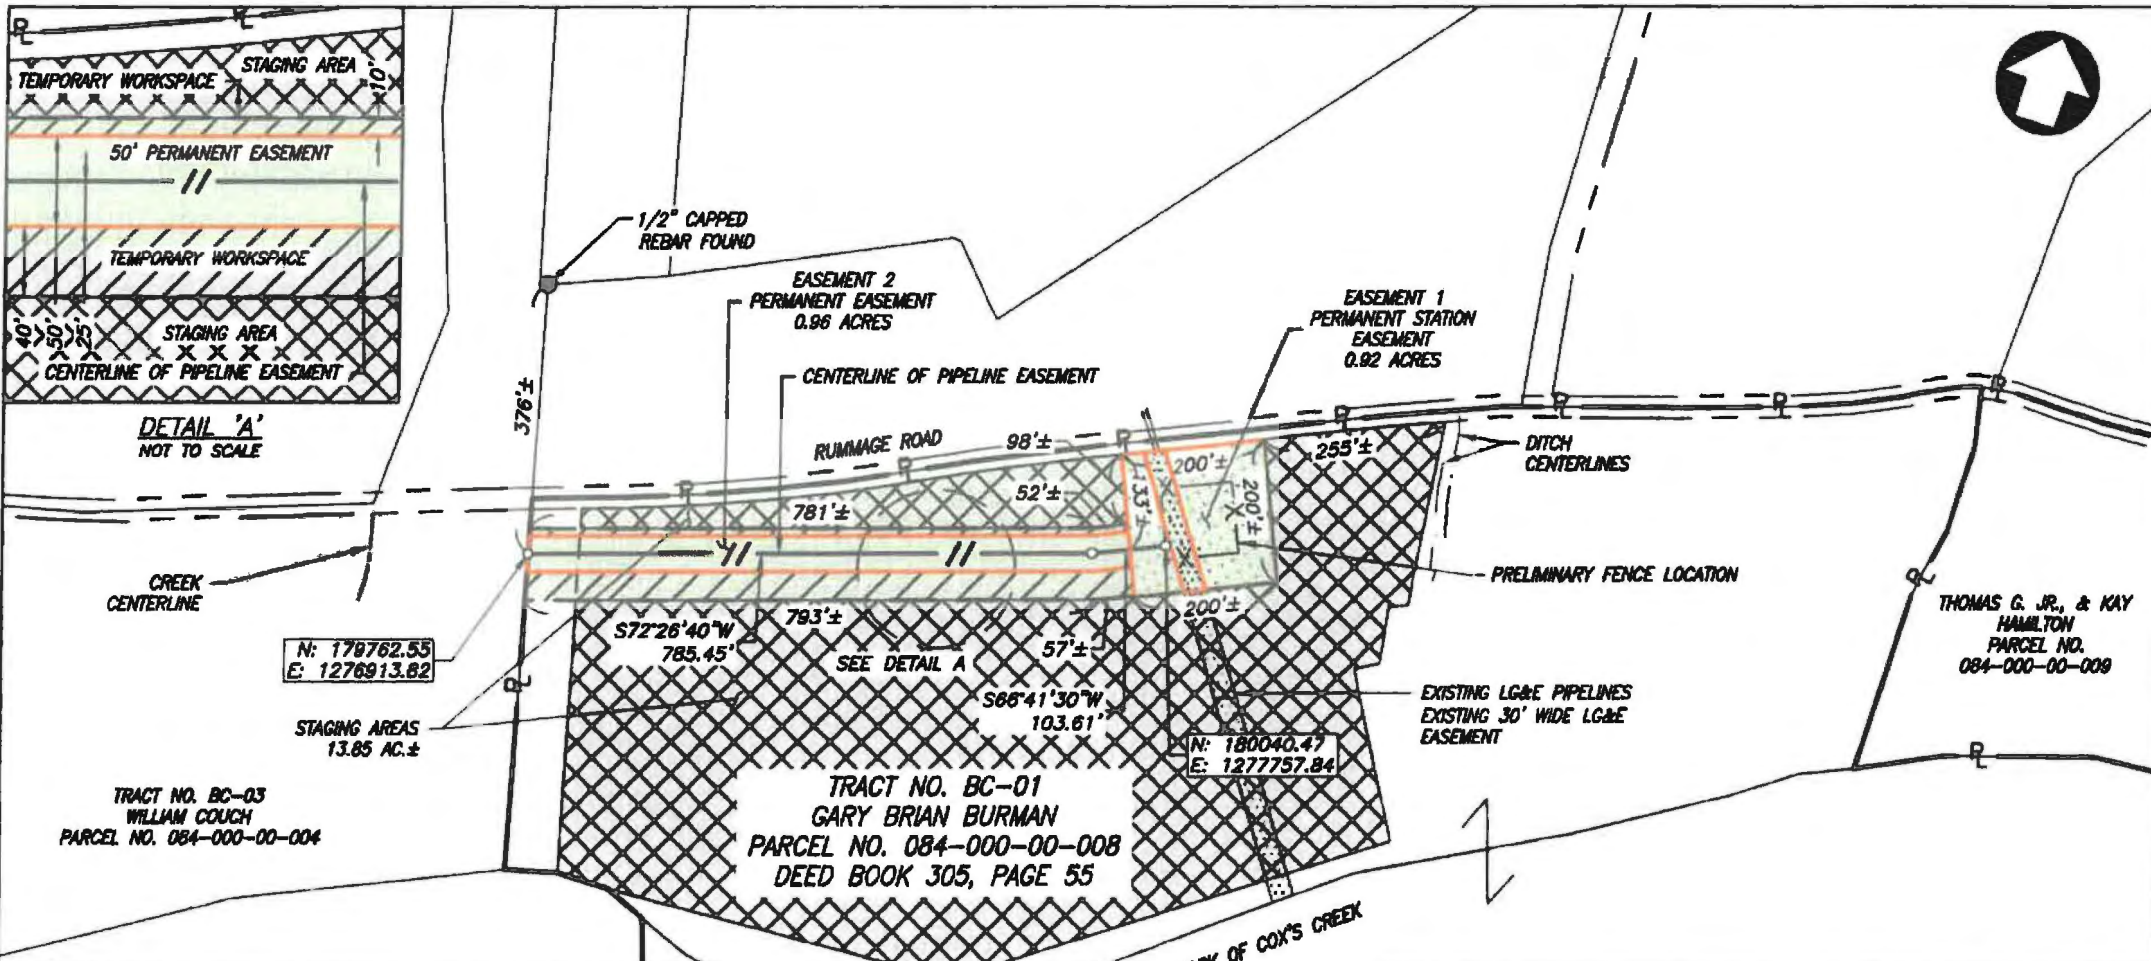 TEMPORARY WORKSPACE
STAGING AREA
10'
50' PERMANENT EASEMENT
TEMPORARY WORKSPACE
40'
50'
25'
STAGING AREA
CENTERLINE OF PIPELINE EASEMENT
DETAIL 'A'
NOT TO SCALE
1/2" CAPPED
REBAR FOUND
376'±
EASEMENT 2
PERMANENT EASEMENT
0.96 ACRES
CENTERLINE OF PIPELINE EASEMENT
EASEMENT 1
PERMANENT STATION
EASEMENT
0.92 ACRES
RUMMAGE ROAD
98'±
52'±
781'±
200'±
133'±
200'±
255'±
DITCH
CENTERLINES
CREEK
CENTERLINE
PRELIMINARY FENCE LOCATION
N: 179762.55
E: 1276913.82
793'±
S72°26'40"W
785.45'
SEE DETAIL A
57'±
200'±
S66°41'30"W
103.61'
N: 180040.47
E: 1277757.84
STAGING AREAS
13.85 AC.±
EXISTING LG&E PIPELINES
EXISTING 30' WIDE LG&E
EASEMENT
THOMAS G. JR., & KAY
HAMILTON
PARCEL NO.
084-000-00-009
TRACT NO. BC-03
WILLIAM COUCH
PARCEL NO. 084-000-00-004
TRACT NO. BC-01
GARY BRIAN BURMAN
PARCEL NO. 084-000-00-008
DEED BOOK 305, PAGE 55
OF COX'S CREEK